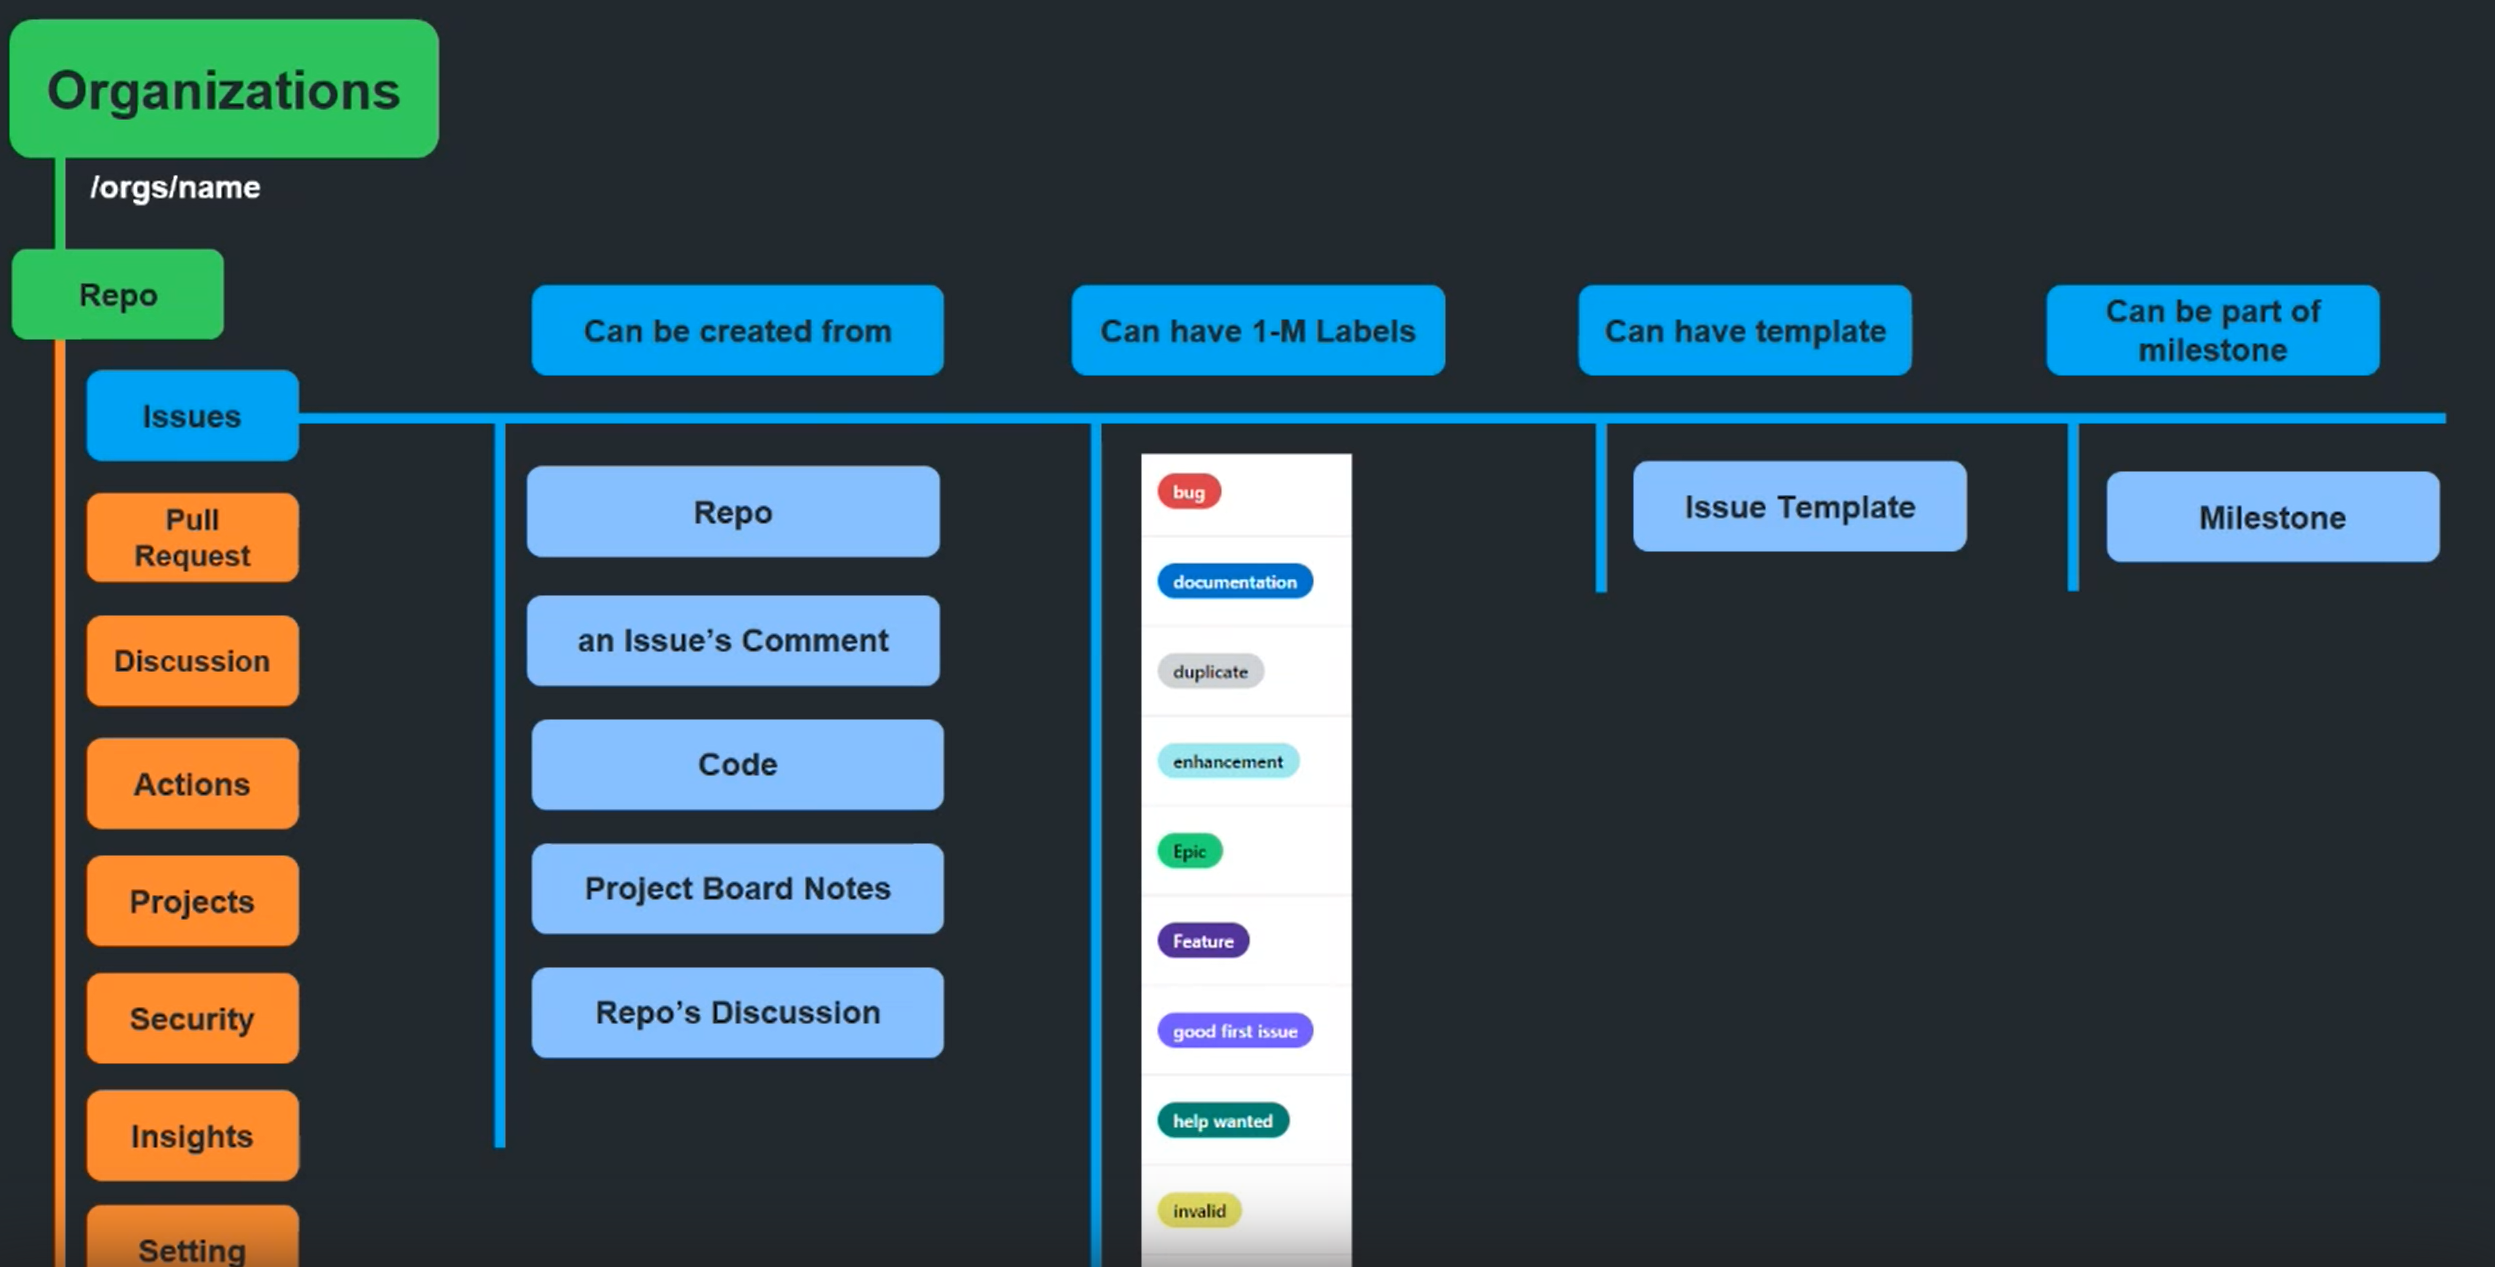 Organizations
/orgs/name
Repo
Issues
Pull
Request
Discussion
Actions
Projects
Security
Insights
Setting
Can be created from
Repo
an Issue’s Comment
Code
Project Board Notes
Repo’s Discussion
Can have 1-M Labels
bug
documentation
duplicate
enhancement
Epic
Feature
good first issue
help wanted
invalid
Can have template
Issue Template
Can be part of
milestone
Milestone